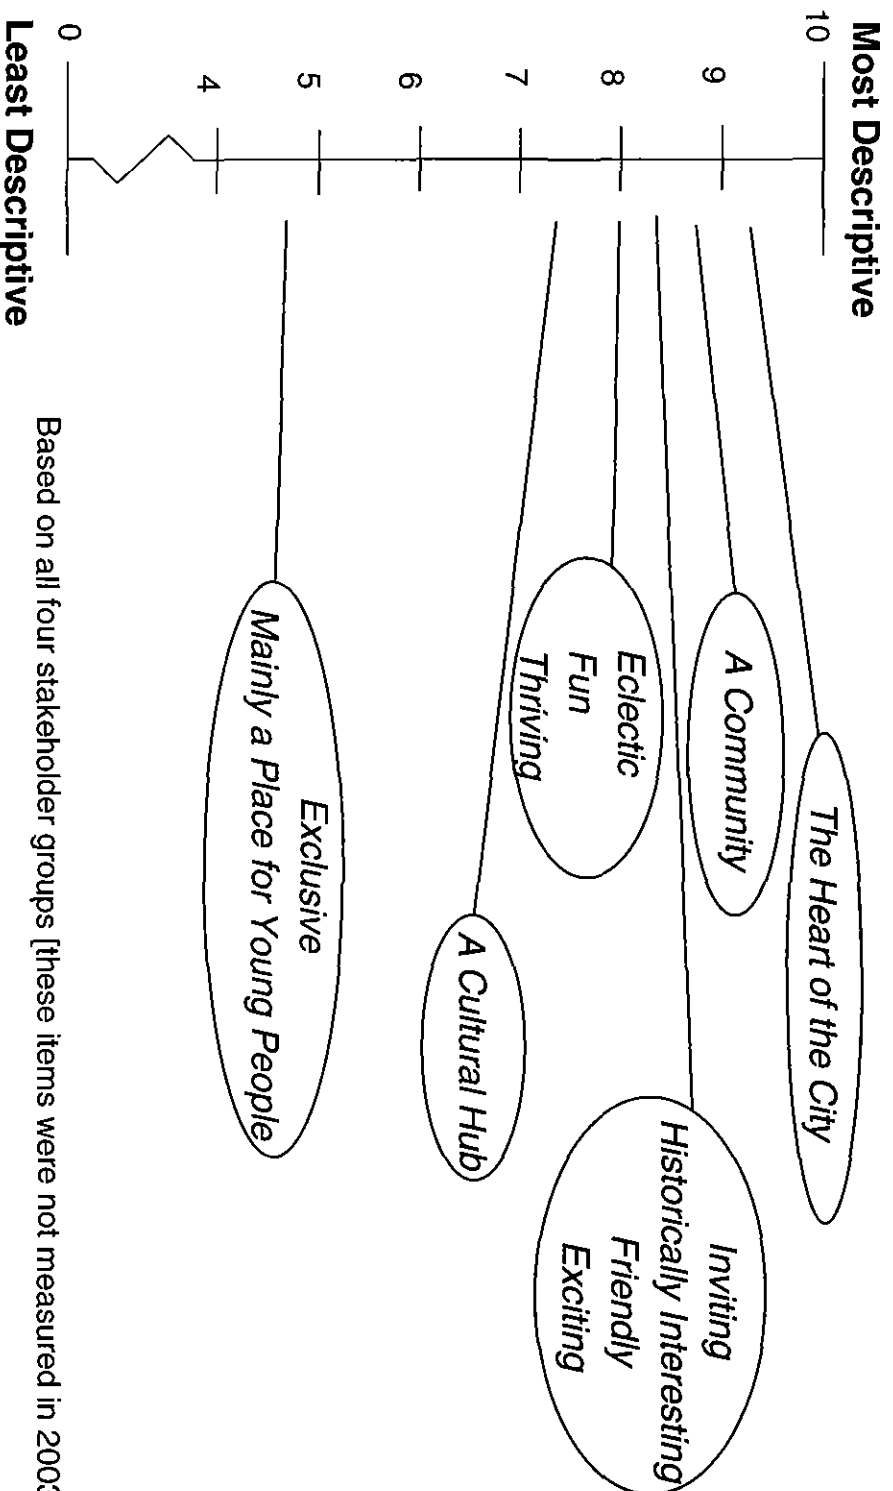 Most Descriptive
10
9
8
7
6
5
4
0
Least Descriptive
The Heart of the City
A Community
Inviting
Historically Interesting
Friendly
Exciting
Eclectic
Fun
Thriving
A Cultural Hub
Exclusive
Mainly a Place for Young People
Based on all four stakeholder groups [these items were not measured in